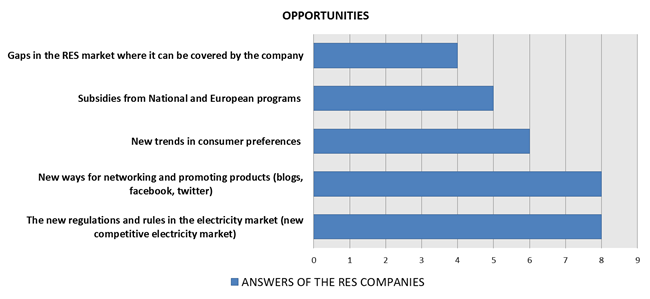 OPPORTUNITIES
Gaps in the RES market where it can be covered by the company
Subsidies from National and European programs
New trends in consumer preferences
New ways for networking and promoting products (blogs,
facebook, twitter)
The new regulations and rules in the electricity market (new
competitive electricity market)
0 1 2 3 4 5 6 7 8 9
ANSWERS OF THE RES COMPANIES